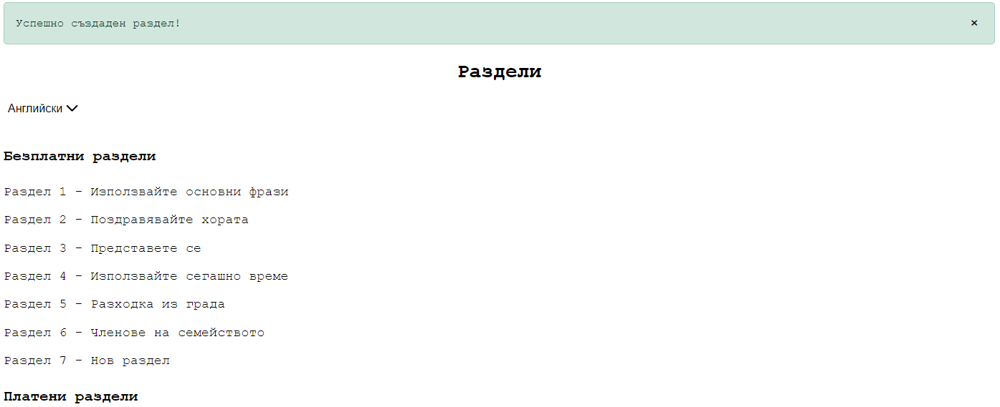 Успешно създаден раздел!
×
Раздели
Английски
Безплатни раздели
Раздел 1 - Използвайте основни фрази
Раздел 2 - Поздравявайте хората
Раздел 3 - Представете се
Раздел 4 - Използвайте сегашно време
Раздел 5 - Разходка из града
Раздел 6 - Членове на семейството
Раздел 7 - Нов раздел
Платени раздели